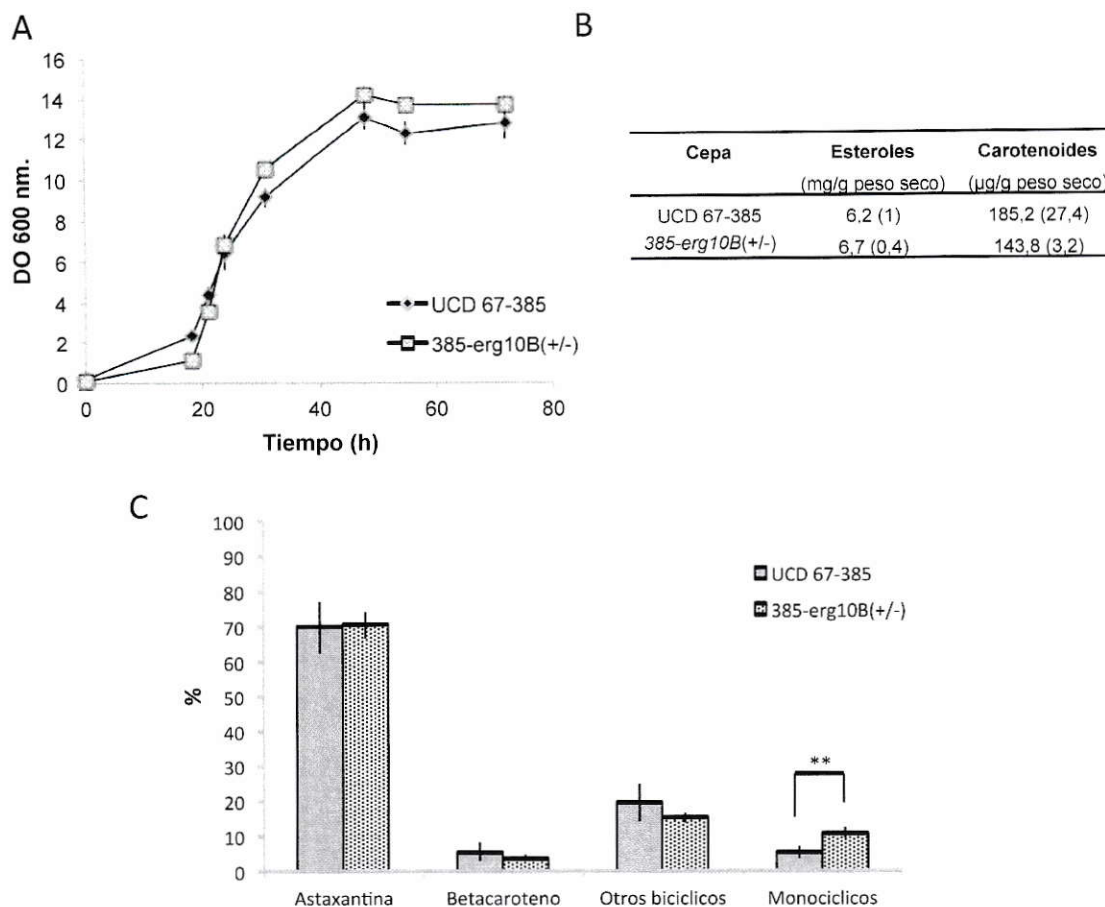 A
DO 600 nm.
16
14
12
10
8
6
4
2
0
0 20 40 60 80
Tiempo (h)
UCD 67-385
385-erg10B(+/-)
B
Cepa Esteroles Carotenoides
(mg/g peso seco) (µg/g peso seco)
UCD 67-385 6,2 (1) 185,2 (27,4)
385-erg10B(+/-) 6,7 (0,4) 143,8 (3,2)
C
%
100
90
80
70
60
50
40
30
20
10
0
UCD 67-385
385-erg10B(+/-)
**
Astaxantina Betacaroteno Otros biciclicos Monociclicos